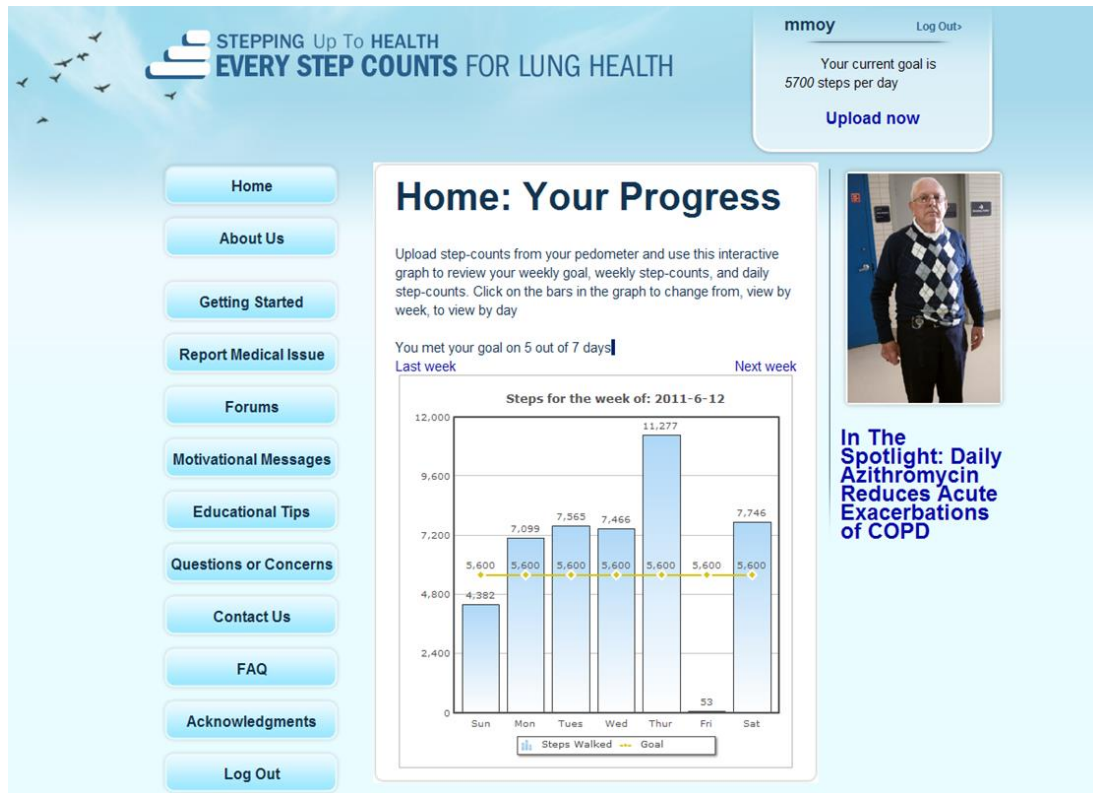 STEPPING Up To HEALTH
EVERY STEP COUNTS FOR LUNG HEALTH
mmoy
Log Out>
Your current goal is
5700 steps per day
Upload now
Home
About Us
Getting Started
Report Medical Issue
Forums
Motivational Messages
Educational Tips
Questions or Concerns
Contact Us
FAQ
Acknowledgments
Log Out
Home: Your Progress
Upload step-counts from your pedometer and use this interactive
graph to review your weekly goal, weekly step-counts, and daily
step-counts. Click on the bars in the graph to change from, view by
week, to view by day
You met your goal on 5 out of 7 days
Last week
Next week
Steps for the week of: 2011-6-12
12,000
9,600
7,200
4,800
2,400
0
4,382
7,099
7,565
7,466
11,277
53
7,746
5,600 5,600 5,600 5,600 5,600 5,600 5,600
Sun Mon Tues Wed Thur Fri Sat
Steps Walked Goal
In The
Spotlight: Daily
Azithromycin
Reduces Acute
Exacerbations
of COPD